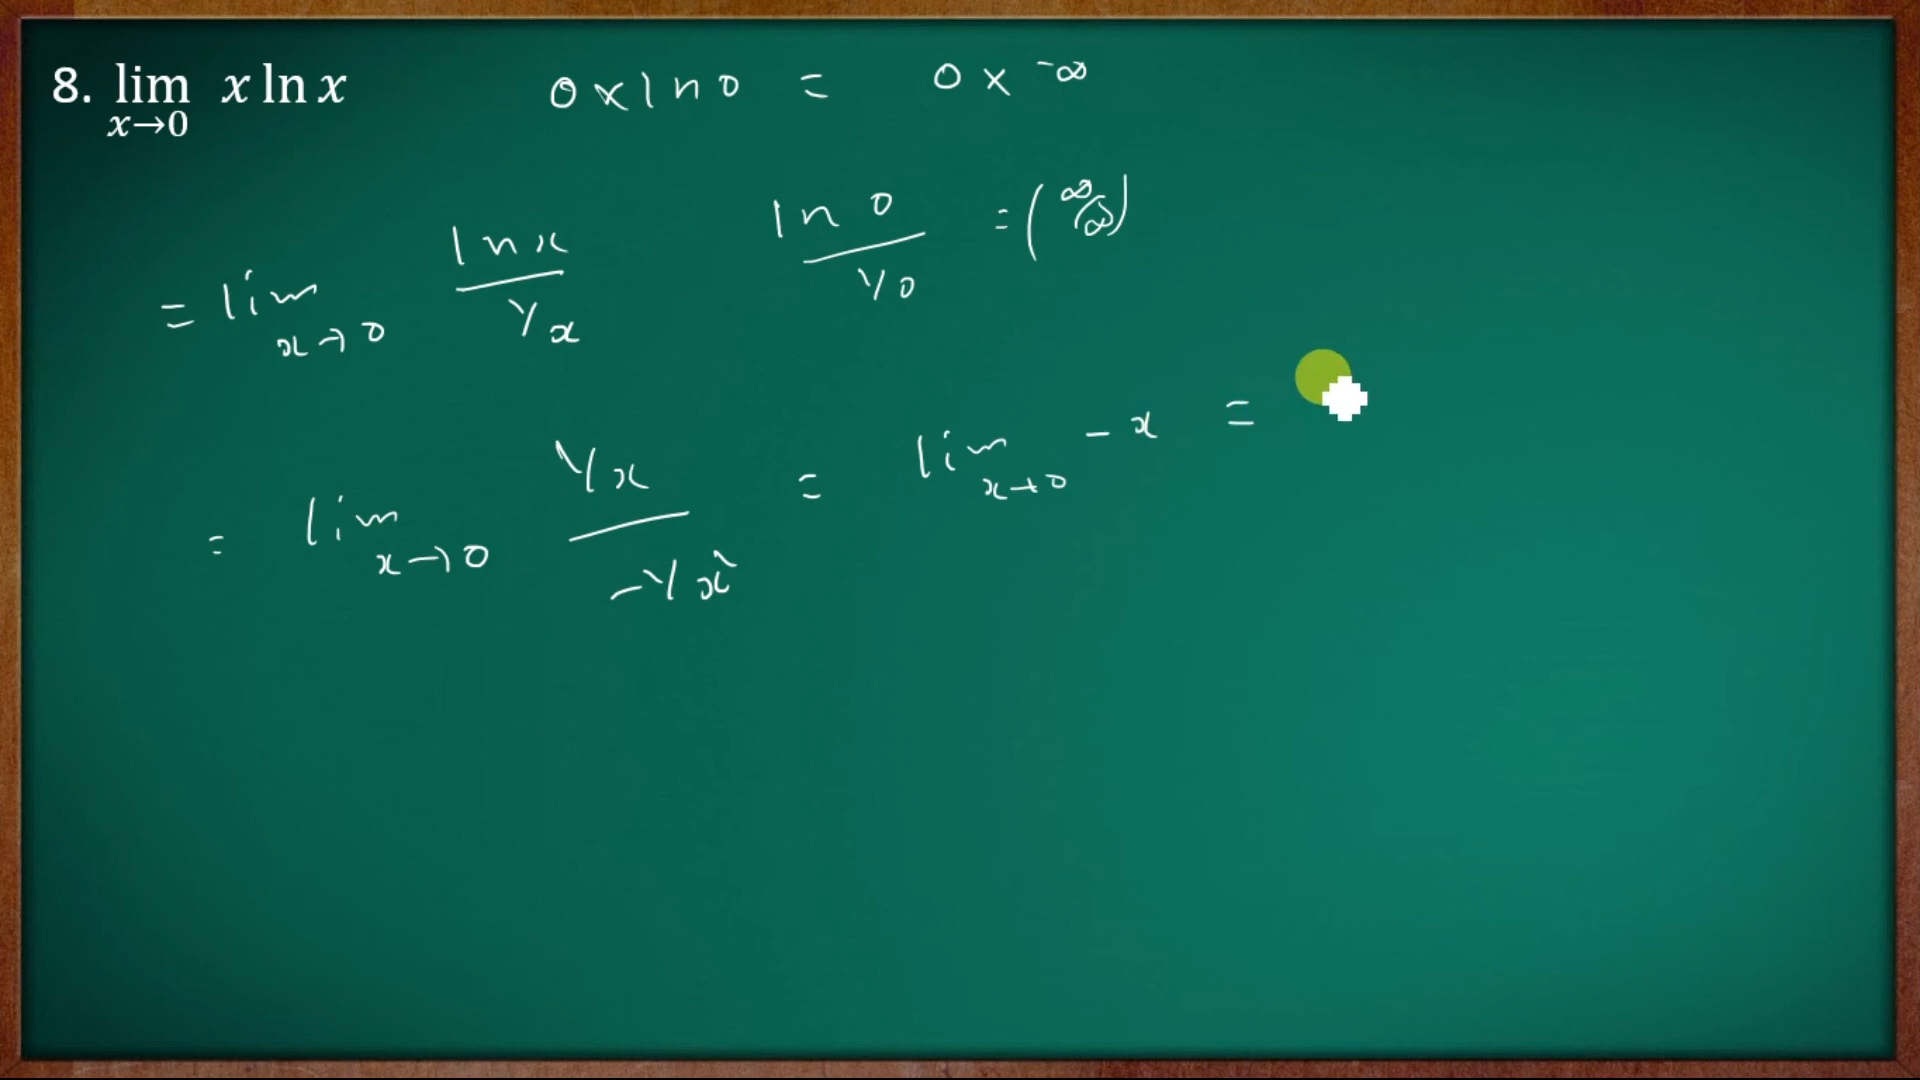 8. lim x→0 x ln x    0 x ln 0 = 0 x -∞
= lim x→0 ln x / 1/x    ln 0 / 1/0 = (∞/∞)
= lim x→0 1/x / -1/x² = lim x→0 - x =